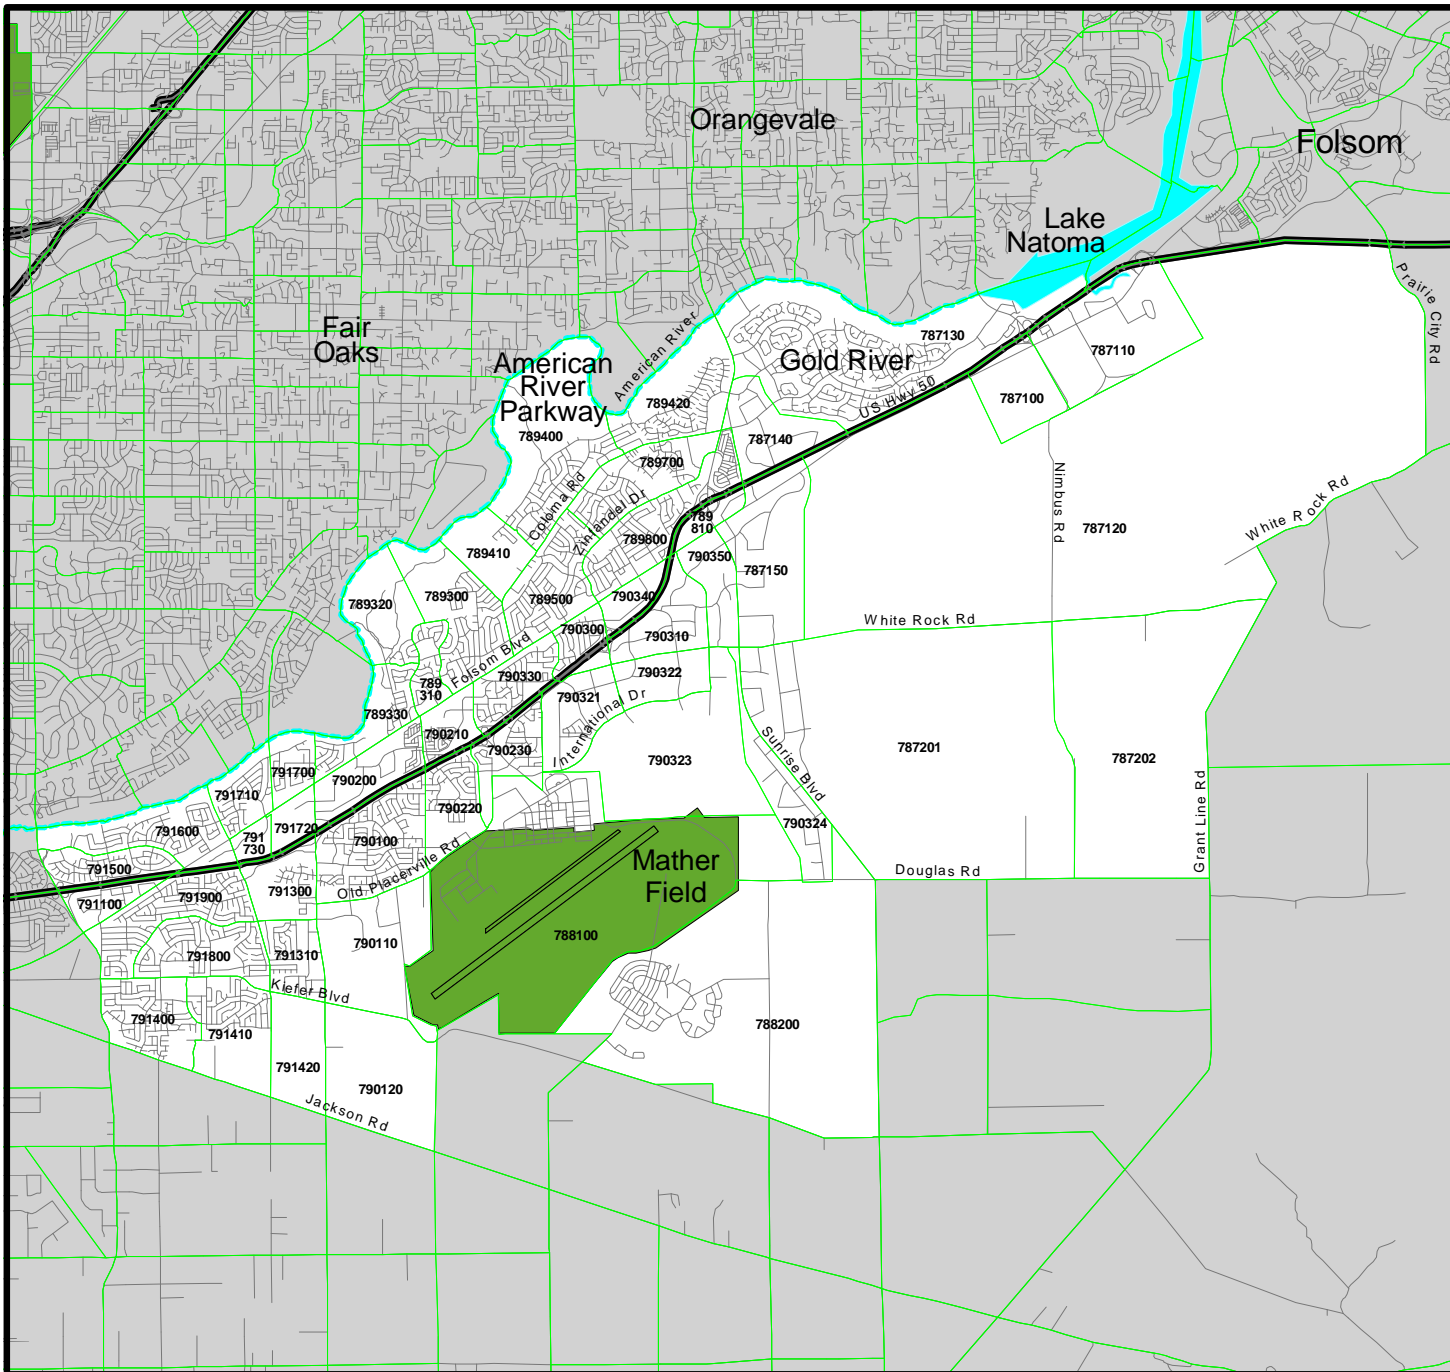 Orangevale
Folsom
Lake
Natoma
Prairie City Rd
Fair
Oaks
American
River
Parkway
American River
Gold River
US Hwy 50
787130
787110
787100
789420
789400
787140
789700
Coloma Rd
Zinfandel Dr
Nimbus Rd
White Rock Rd
787120
789
810
789800
789410
790350
787150
789320
789300
789500
790340
White Rock Rd
790300
790310
Folsom Blvd
789
310
790330
790322
790321
International Dr
789330
790210
790230
Sunrise Blvd
787201
787202
790323
791700
790200
791710
Grant Line Rd
790220
790324
791600
791
730
791720
790100
Old Placerville Rd
Mather
Field
Douglas Rd
791500
791100
791900
791300
788100
790110
791800
791310
Kiefer Blvd
791400
791410
788200
791420
790120
Jackson Rd